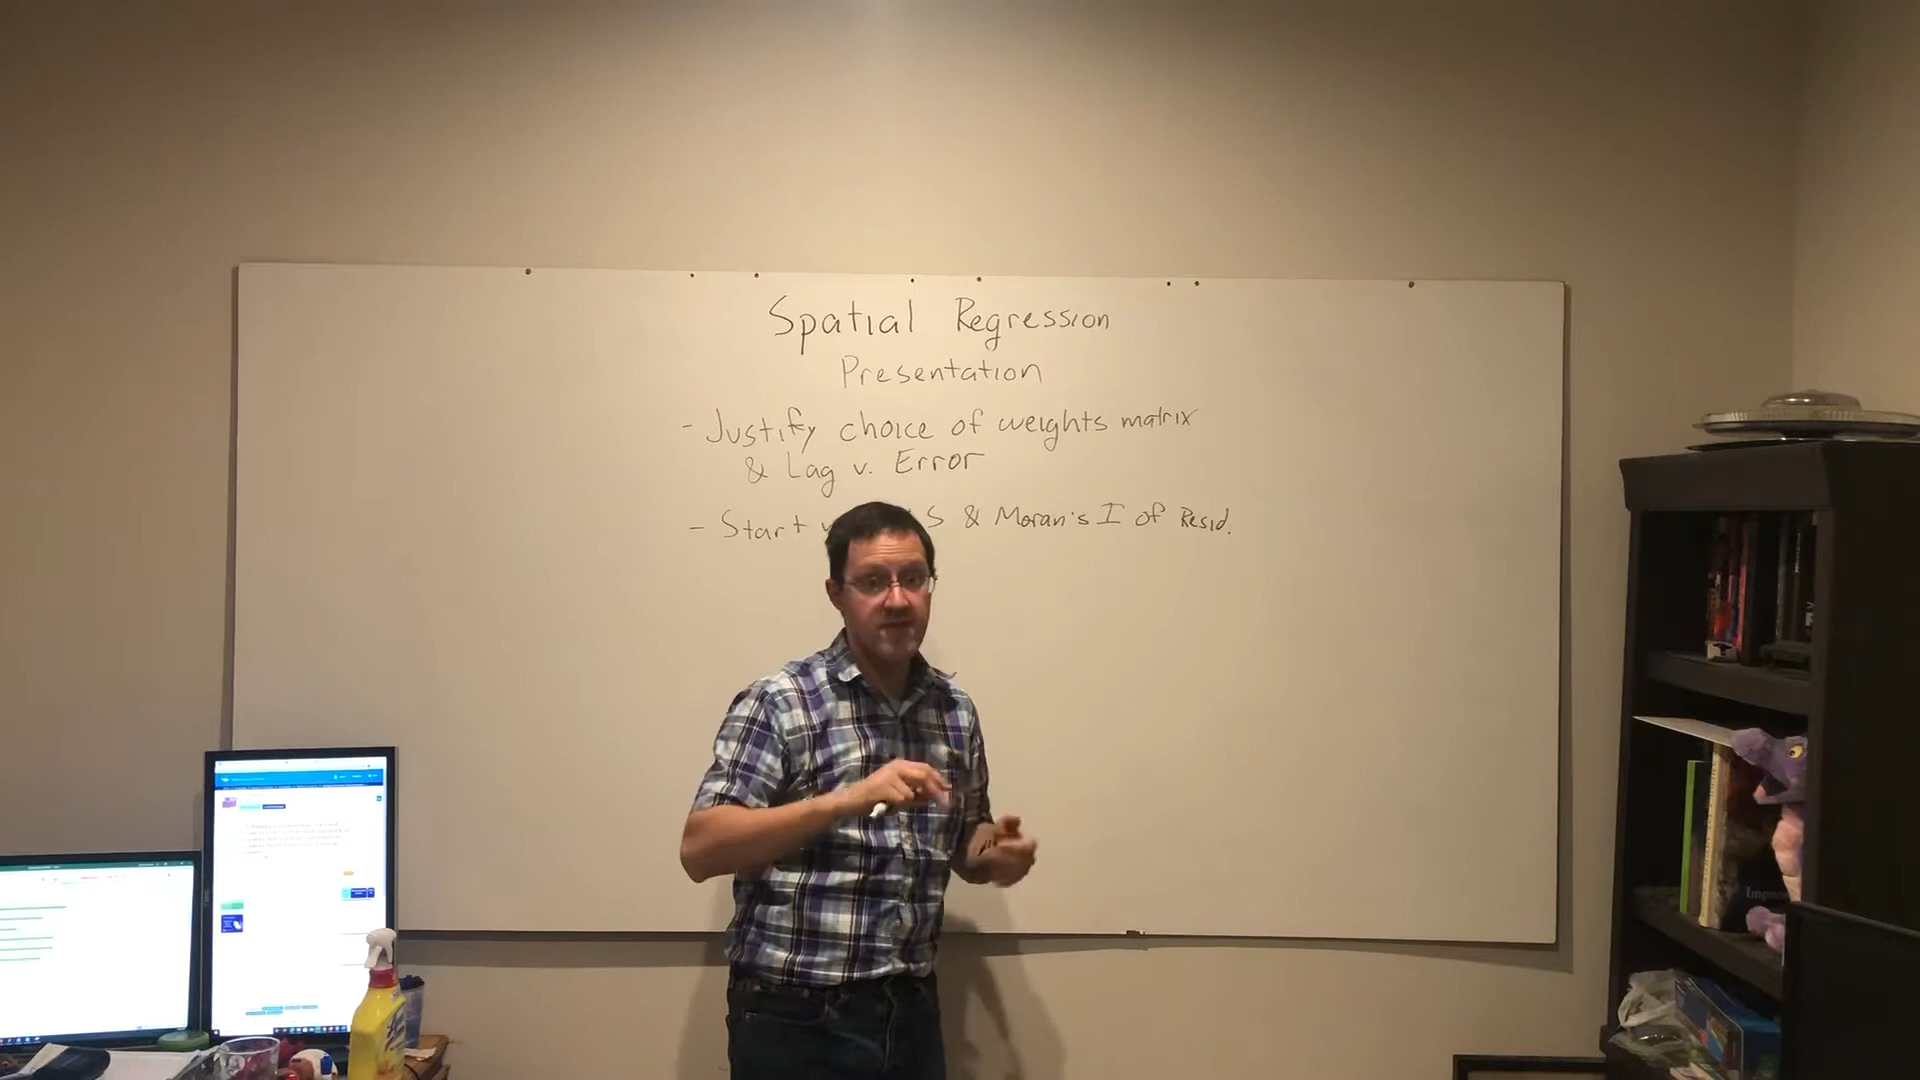 Spatial Regression
Presentation
- Justify choice of weights matrix
& Lag v. Error
- Start S & Moran's I of Resid.